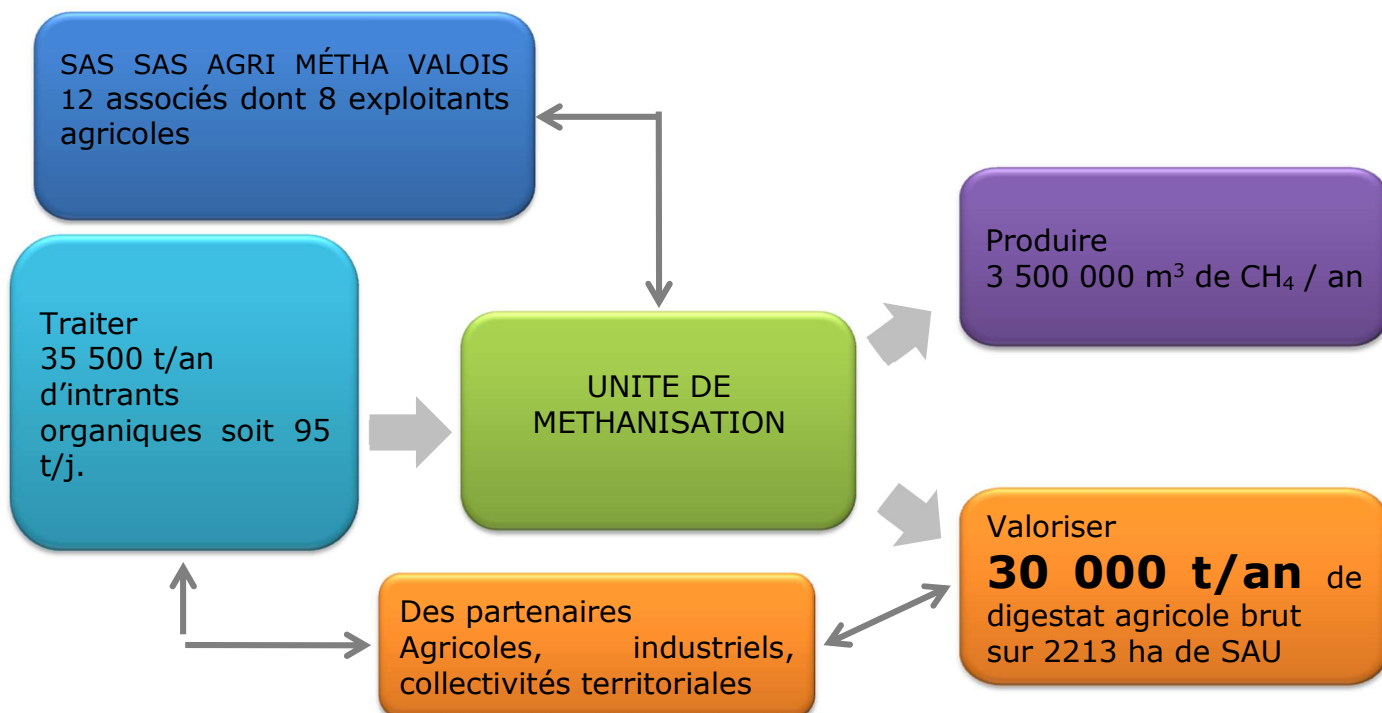 SAS SAS AGRI MÉTHA VALOIS
12 associés dont 8 exploitants
agricoles
Produire
3 500 000 m³ de CH₄ / an
Traiter
35 500 t/an
d’intrants
organiques soit 95
t/j.
UNITE DE
METHANISATION
Valoriser
30 000 t/an de
digestat agricole brut
sur 2213 ha de SAU
Des partenaires
Agricoles, industriels,
collectivités territoriales